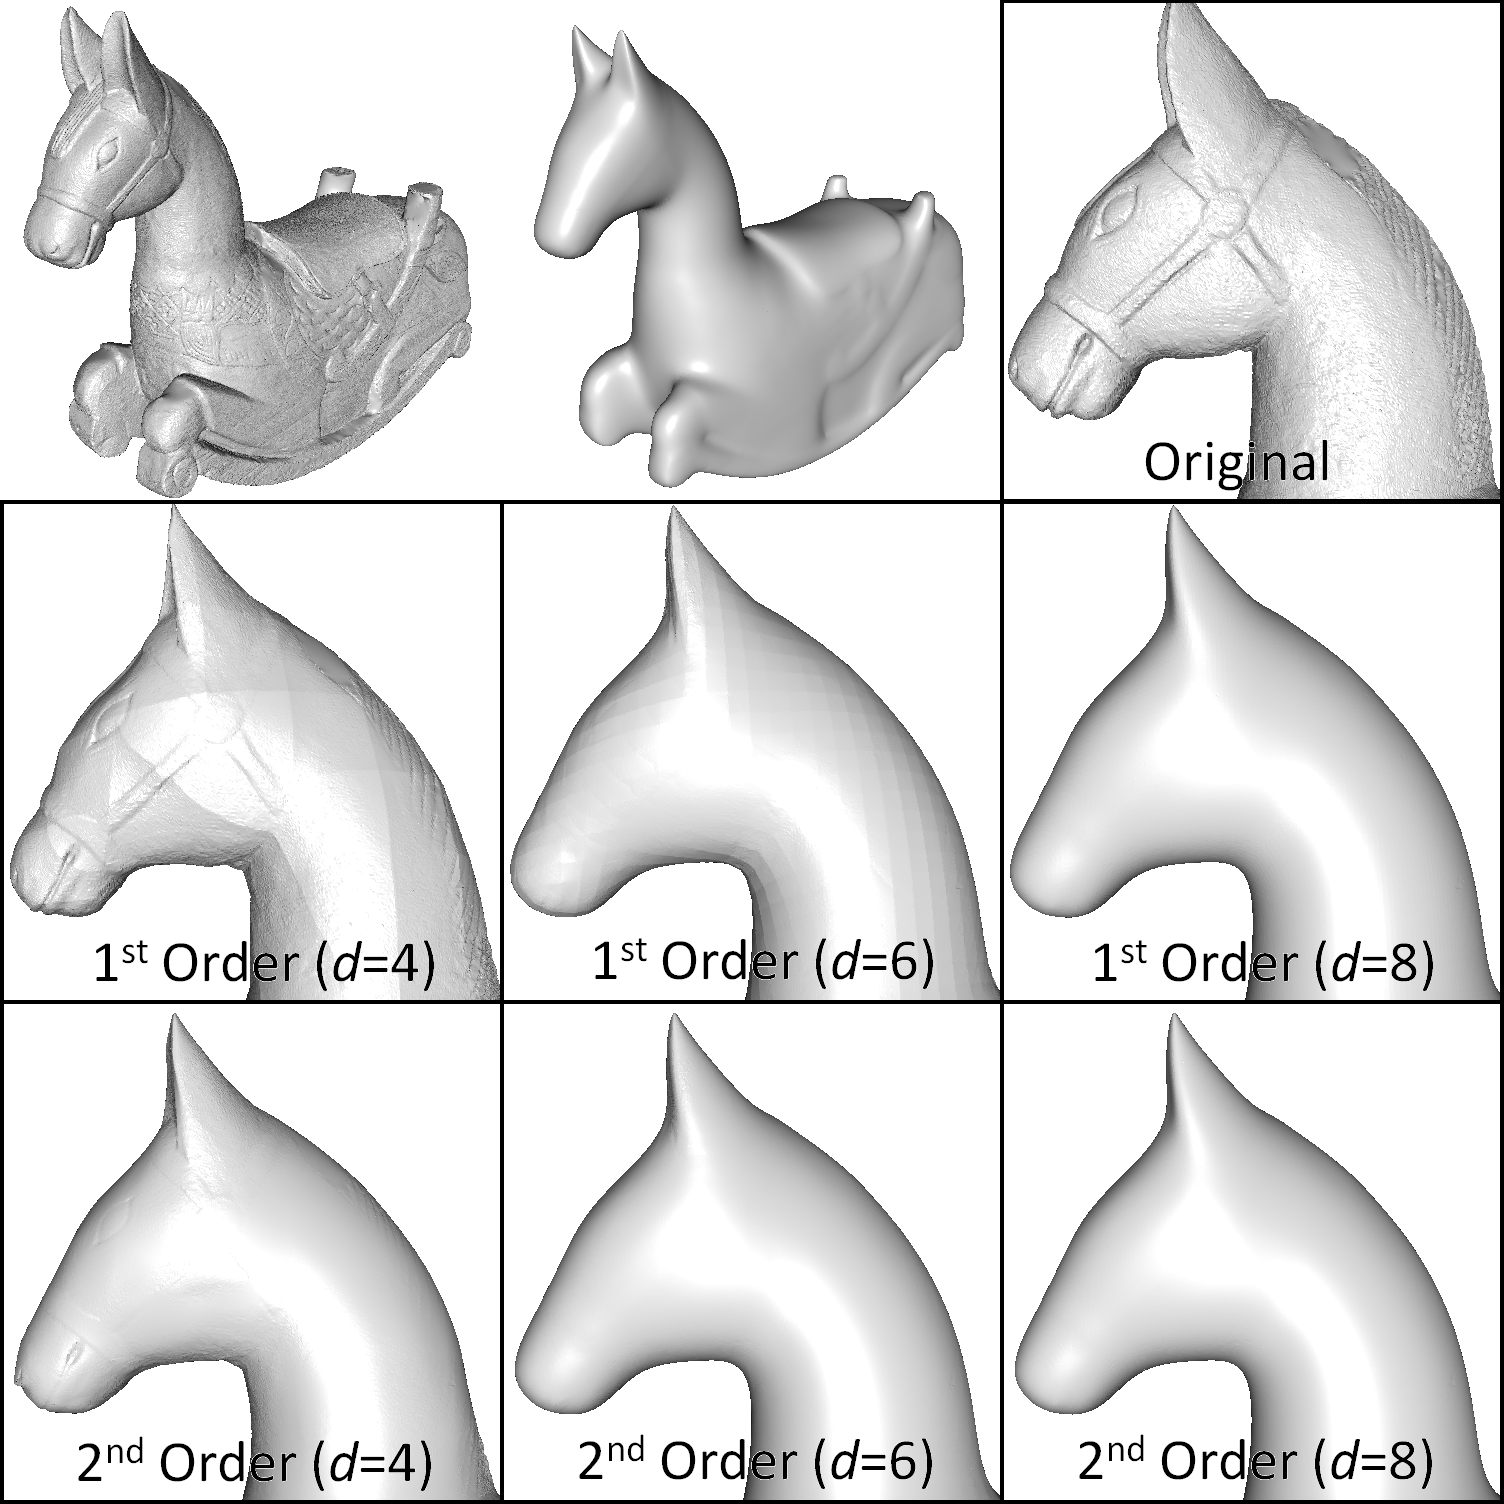 Original
1st Order (d=4)
1st Order (d=6)
1st Order (d=8)
2nd Order (d=4)
2nd Order (d=6)
2nd Order (d=8)